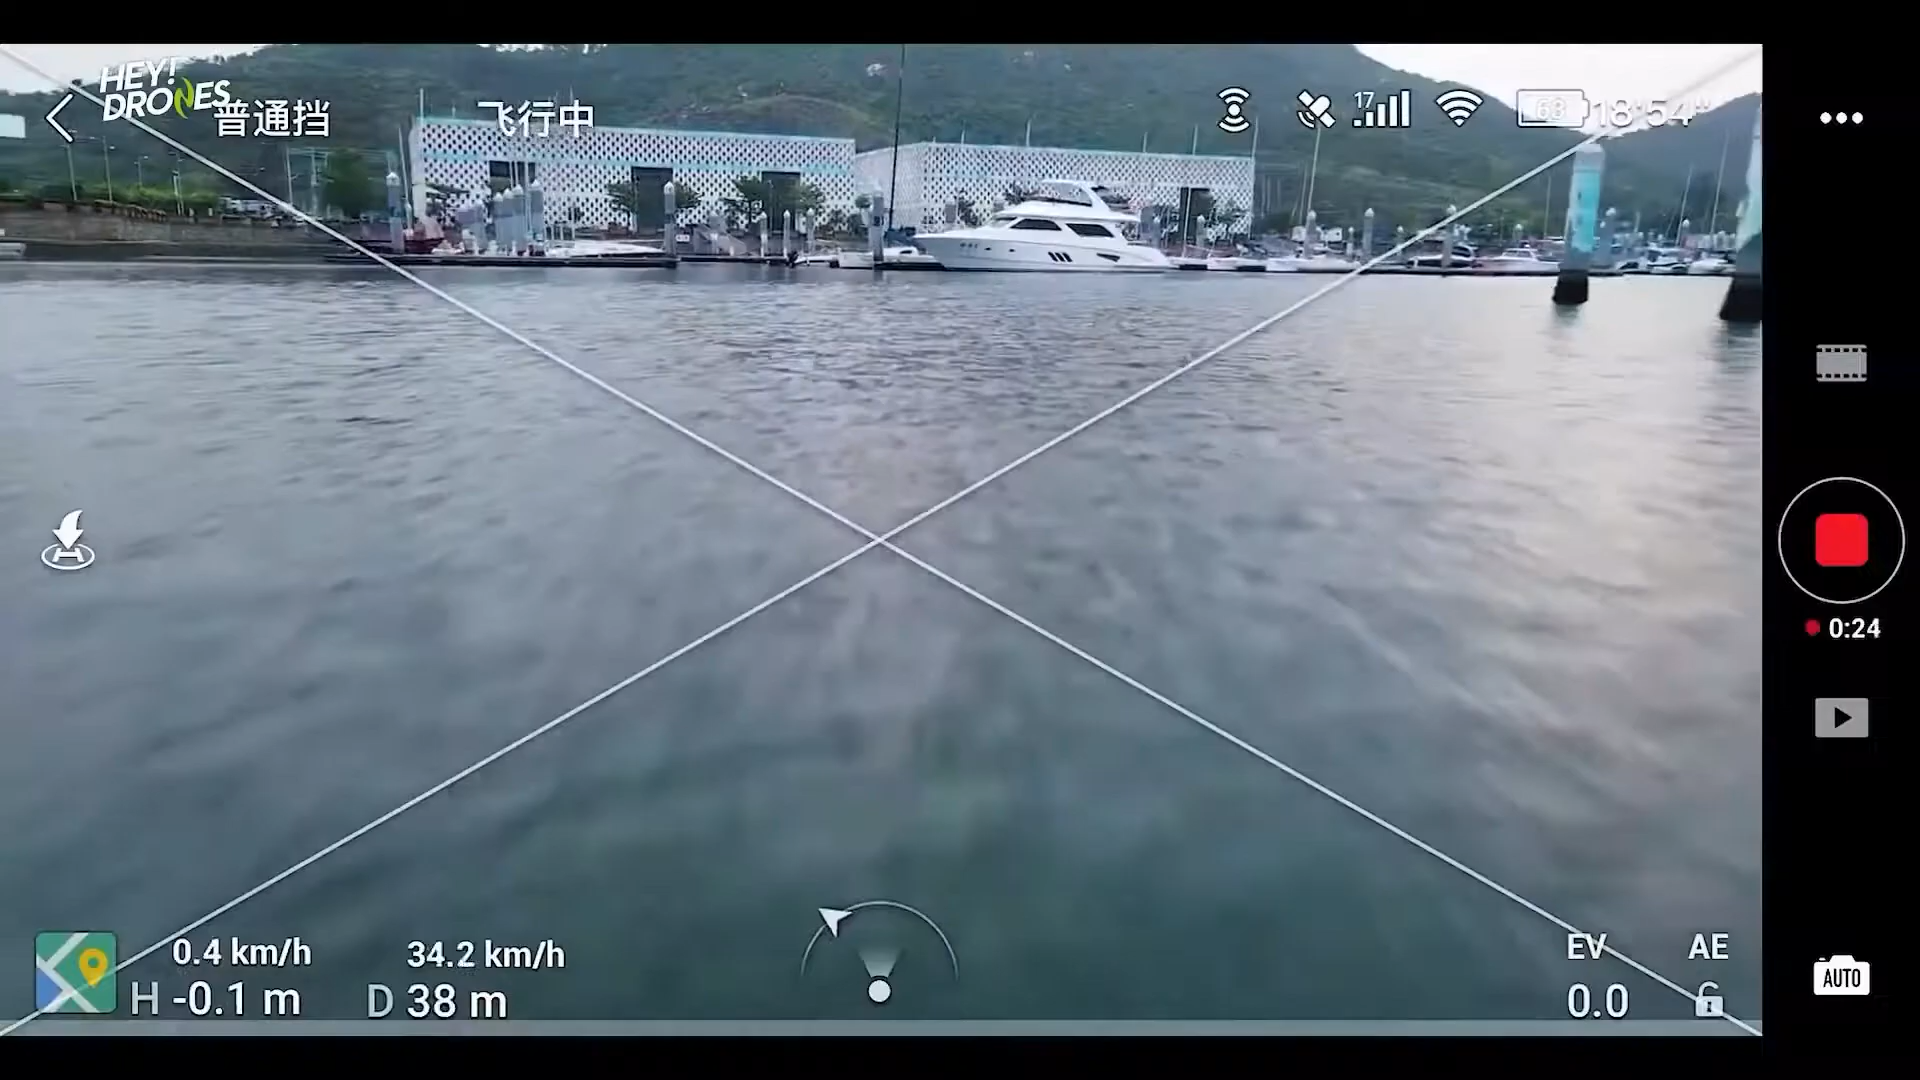 HEY!
DRONES
普通挡
飞行中
17
63
18'54"
0:24
0.4 km/h
34.2 km/h
H -0.1 m
D 38 m
EV
AE
0.0
AUTO